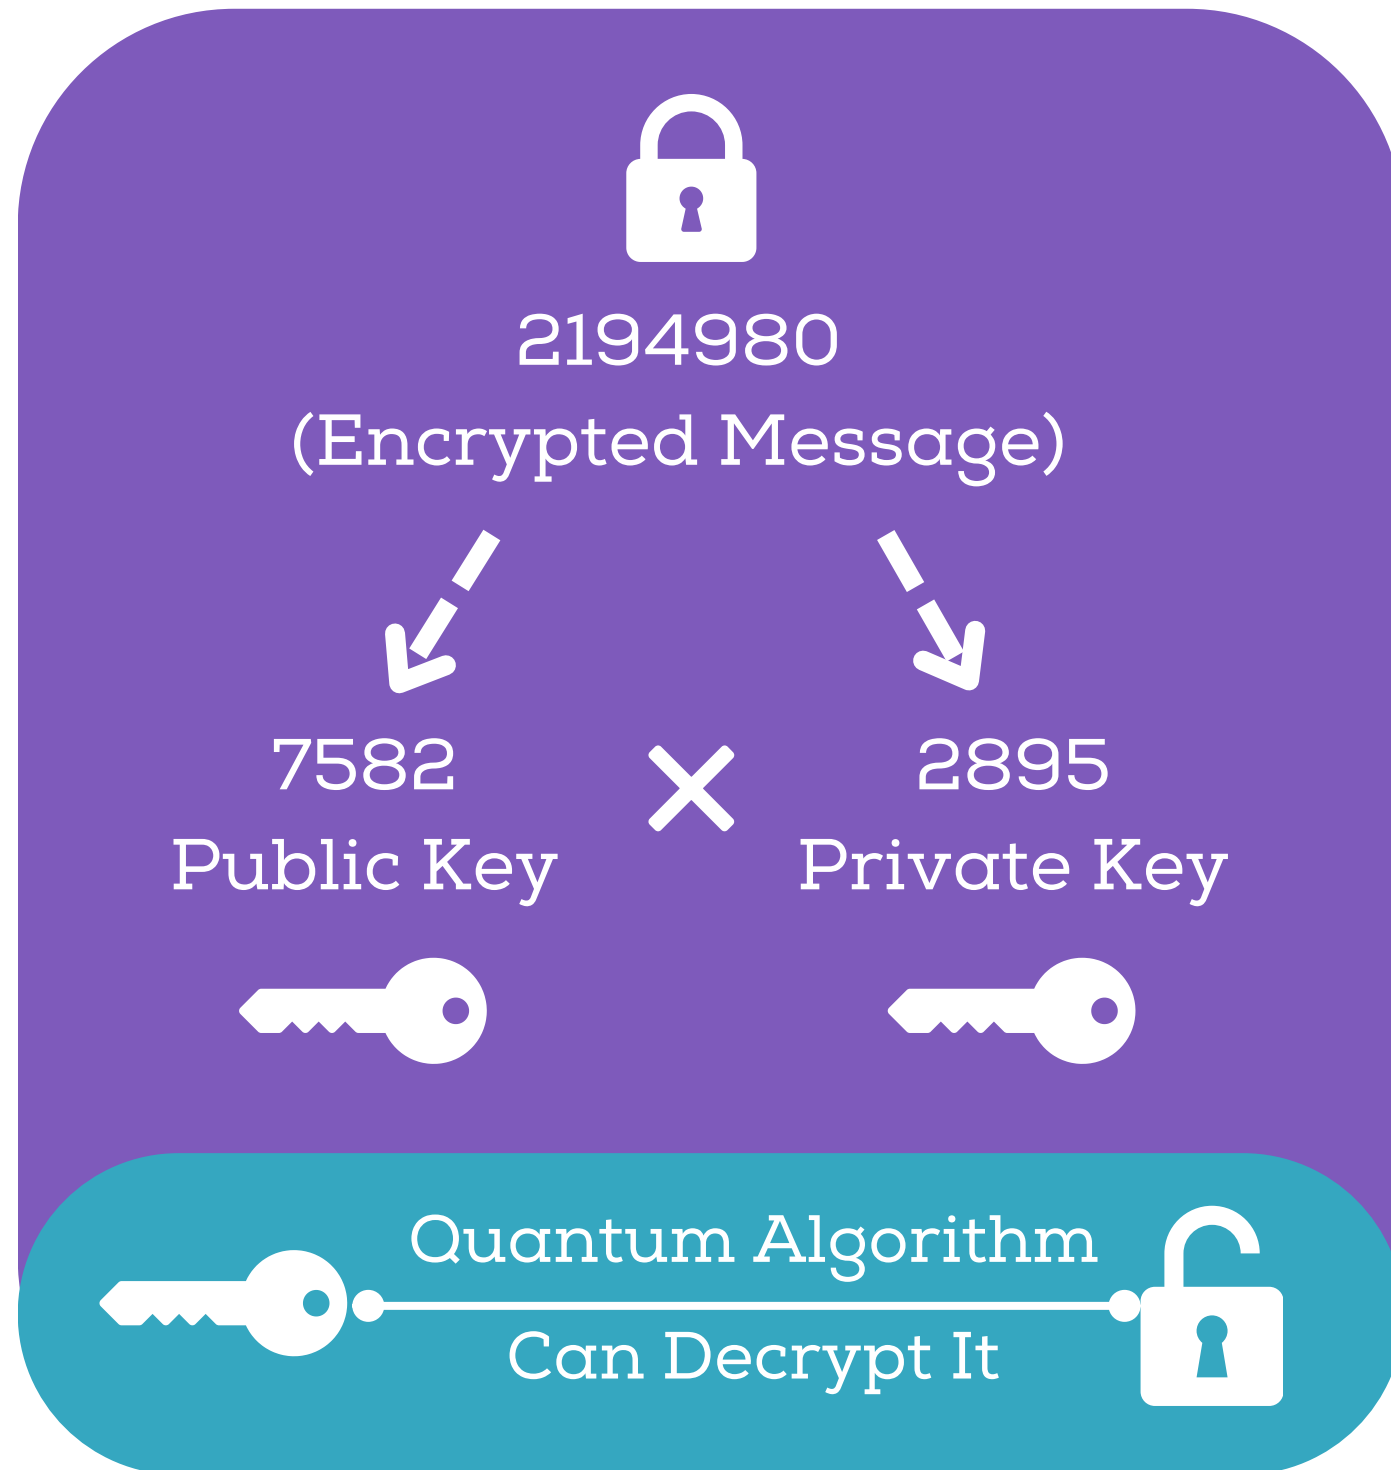 2194980
(Encrypted Message)
7582
2895
Public Key
Private Key
Quantum Algorithm
Can Decrypt It